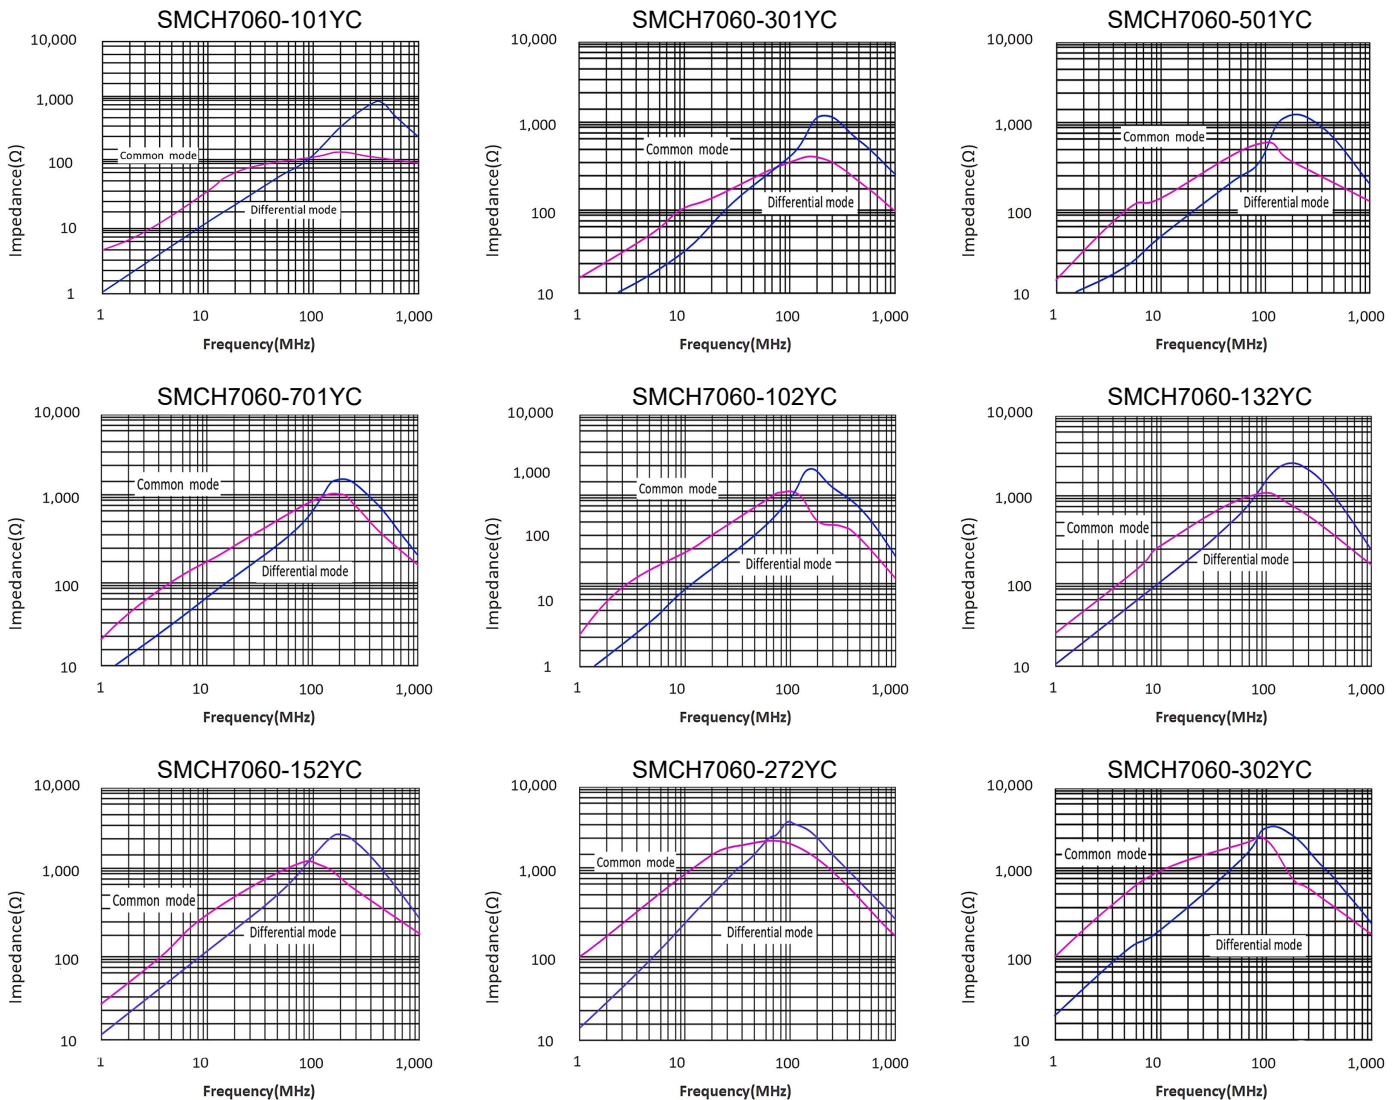 SMCH7060-101YC
10,000
1,000
100
10
1
Impedance(Ω)
Common mode
Differential mode
1 10 100 1,000
Frequency(MHz)
SMCH7060-301YC
10,000
1,000
100
10
Impedance(Ω)
Common mode
Differential mode
1 10 100 1,000
Frequency(MHz)
SMCH7060-501YC
10,000
1,000
100
10
Impedance(Ω)
Common mode
Differential mode
1 10 100 1,000
Frequency(MHz)
SMCH7060-701YC
10,000
1,000
100
10
Impedance(Ω)
Common mode
Differential mode
1 10 100 1,000
Frequency(MHz)
SMCH7060-102YC
10,000
1,000
100
10
1
Impedance(Ω)
Common mode
Differential mode
1 10 100 1,000
Frequency(MHz)
SMCH7060-132YC
10,000
1,000
100
10
Impedance(Ω)
Common mode
Differential mode
1 10 100 1,000
Frequency(MHz)
SMCH7060-152YC
10,000
1,000
100
10
Impedance(Ω)
Common mode
Differential mode
1 10 100 1,000
Frequency(MHz)
SMCH7060-272YC
10,000
1,000
100
10
Impedance(Ω)
Common mode
Differential mode
1 10 100 1,000
Frequency(MHz)
SMCH7060-302YC
10,000
1,000
100
10
Impedance(Ω)
Common mode
Differential mode
1 10 100 1,000
Frequency(MHz)